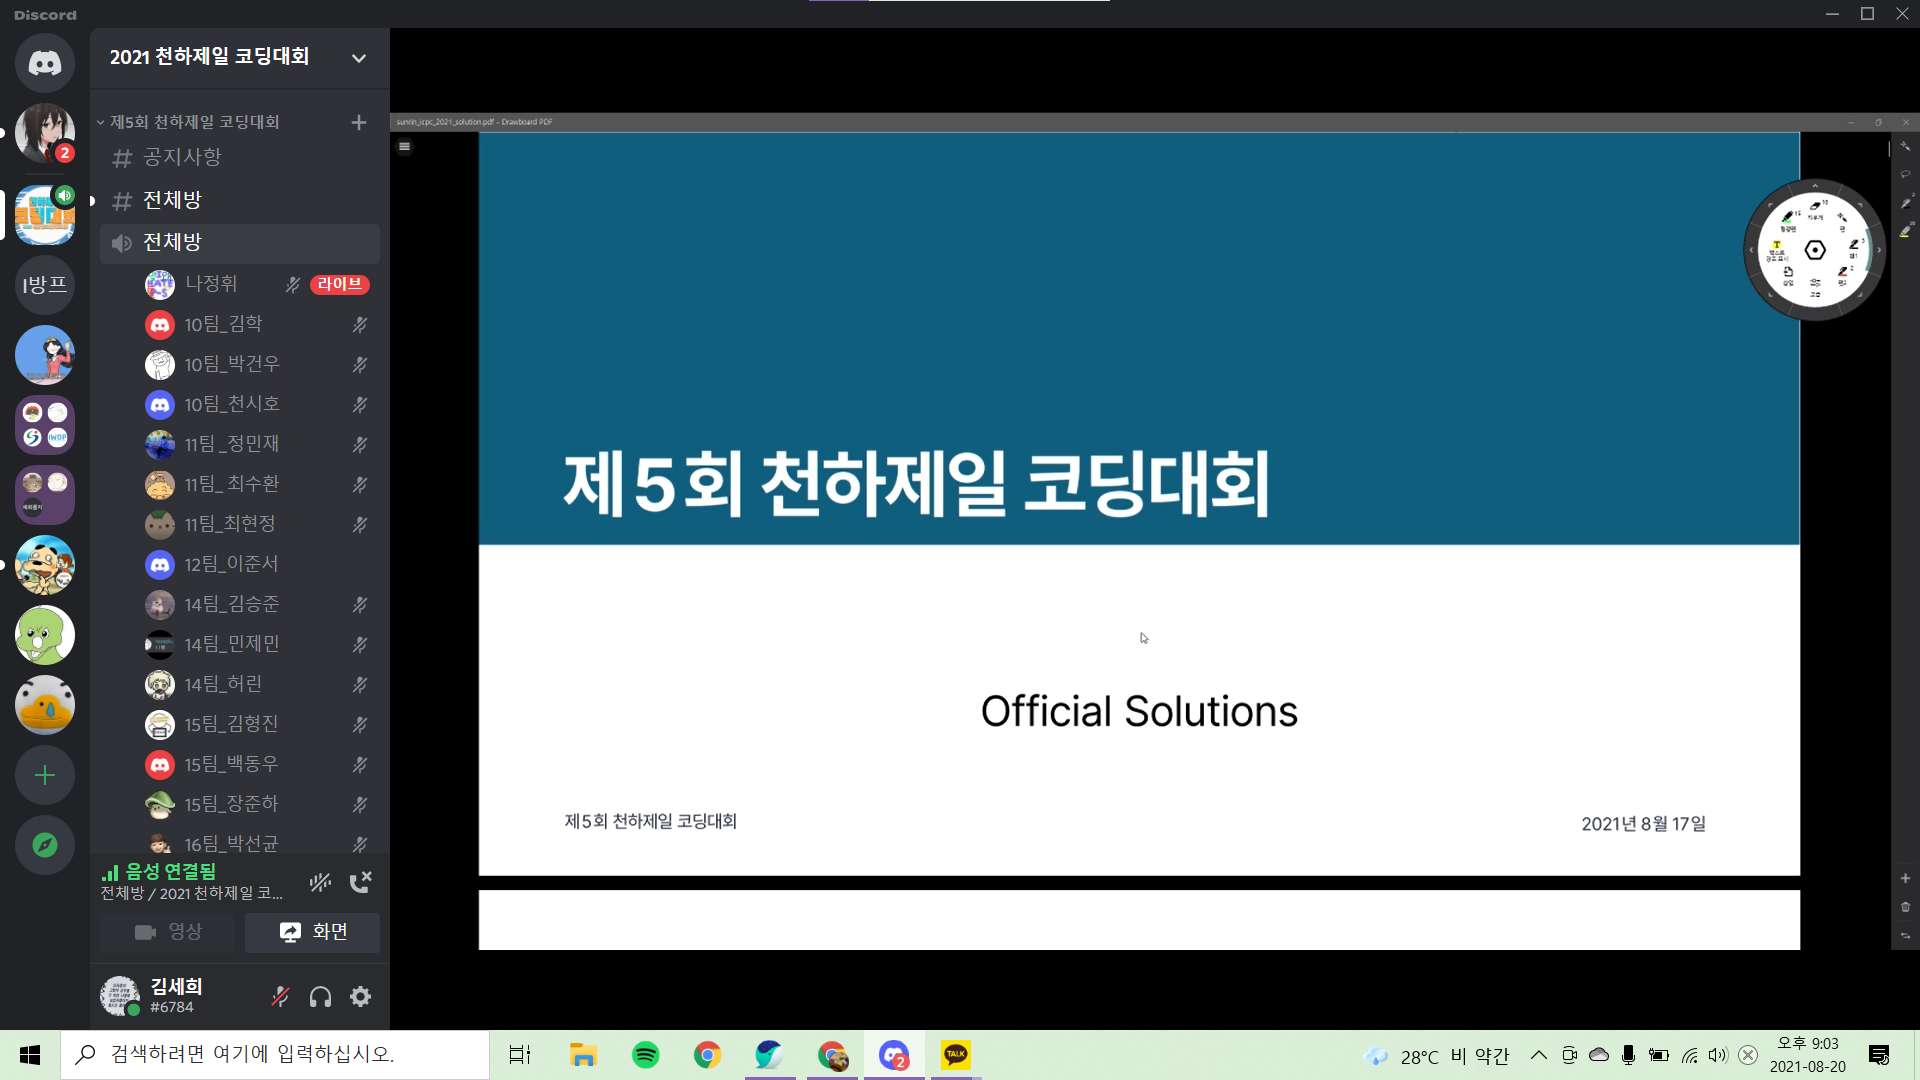 Discord
2021 천하제일 코딩대회
제5회 천하제일 코딩대회
# 공지사항
# 전체방
전체방
나정휘
라이브
10팀_김학
10팀_박건우
10팀_천시호
11팀 _정민재
11팀_ 최수환
11팀_최현정
12팀_이준서
14팀_김승준
14팀_민제민
14팀_허린
15팀_김형진
15팀_백동우
15팀_장준하
16팀_박선균
2
I방프
IWOP
음성 연결됨
전체방 / 2021 천하제일 코...
영상
화면
김세희
#6784
sunrin_icpc_2021_solution.pdf - Drawboard PDF
제5회 천하제일 코딩대회
Official Solutions
제5회 천하제일 코딩대회
2021년 8월 17일
검색하려면 여기에 입력하십시오.
2
TALK
28°C 비 약간
오후 9:03
2021-08-20